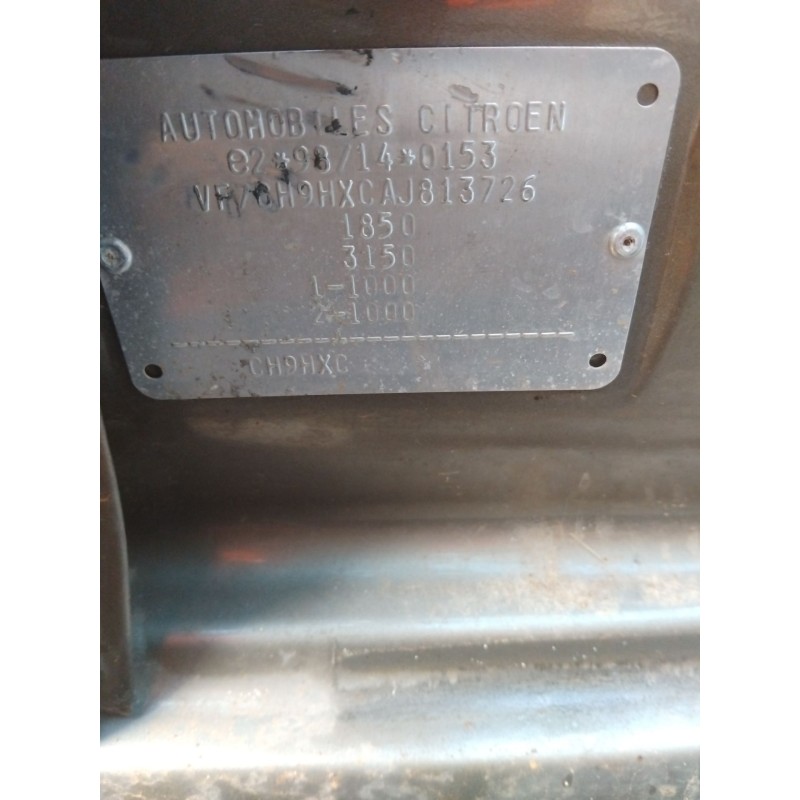 AUTOMOBILES CITROEN
e2*98/14*0153
VF7CH9HXCAJ813726
1850
3150
1-1000
2-1000
CH9HXC